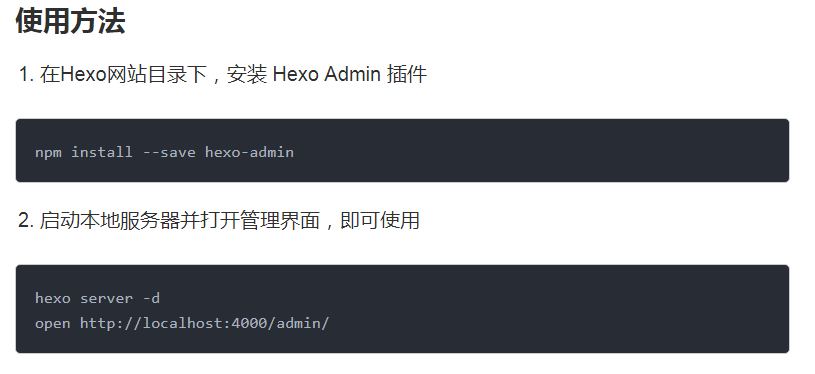 使用方法
1. 在Hexo网站目录下，安装 Hexo Admin 插件
npm install --save hexo-admin
2. 启动本地服务器并打开管理界面，即可使用
hexo server -d
open http://localhost:4000/admin/